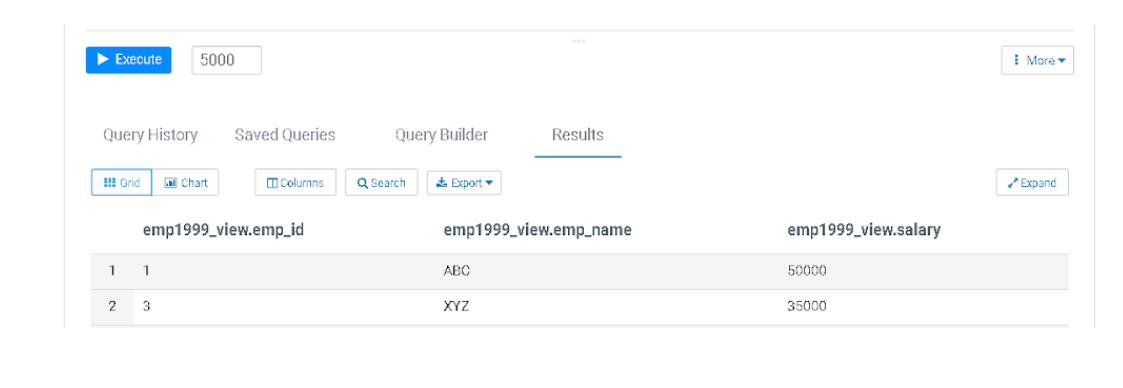 Execute 5000 More
Query History Saved Queries Query Builder Results
Grid Chart Columns Search Export Expand
emp1999_view.emp_id emp1999_view.emp_name emp1999_view.salary
1 1 ABC 50000
2 3 XYZ 35000